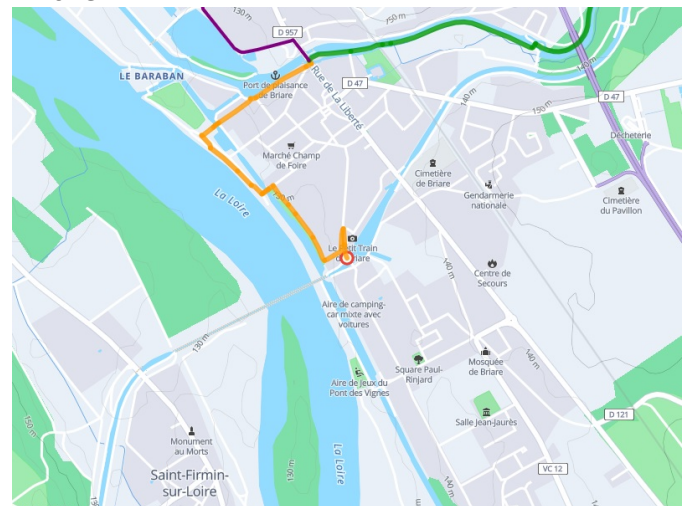 130 m
150 m
D 957
LE BARABAN
Port de plaisance
de Briare
Rue de La Liberté
D 47
140 m
150 m
D 47
Déchèterie
Marché Champ
de Foire
Cimetière
de Briare
Gendarmerie
nationale
Cimetière
du Pavillon
La Loire
130 m
Le Petit Train
de Briare
140 m
Centre de
Secours
Aire de camping-
car mixte avec
voitures
130 m
Square Paul-
Rinjard
Mosquée
de Briare
140 m
Aire de Jeux du
Pont des Vignes
Salle Jean-Jaurès
D 121
150 m
Monument
au Morts
La Loire
130 m
VC 12
Saint-Firmin-
sur-Loire
140 m